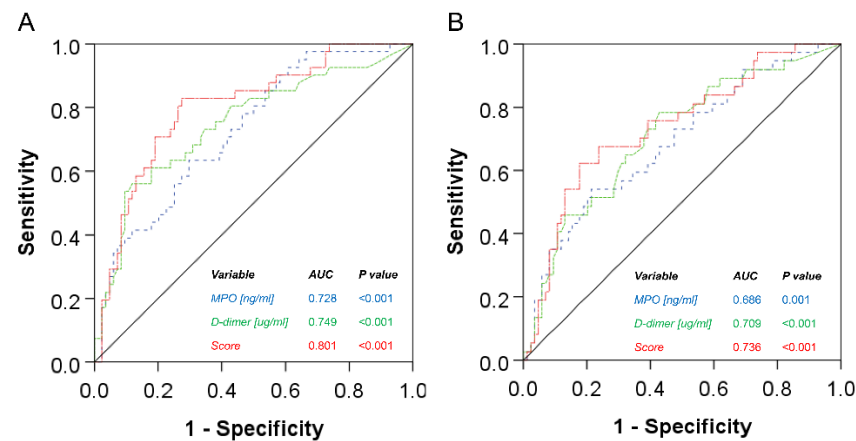 A
1.0
0.8
0.6
0.4
0.2
0.0
Sensitivity
Variable AUC P value
MPO [ng/ml] 0.728 <0.001
D-dimer [ug/ml] 0.749 <0.001
Score 0.801 <0.001
0.0 0.2 0.4 0.6 0.8 1.0
1 - Specificity
B
1.0
0.8
0.6
0.4
0.2
0.0
Sensitivity
Variable AUC P value
MPO [ng/ml] 0.686 0.001
D-dimer [ug/ml] 0.709 <0.001
Score 0.736 <0.001
0.0 0.2 0.4 0.6 0.8 1.0
1 - Specificity